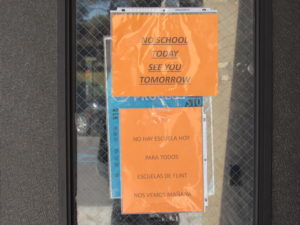 NO SCHOOL
TODAY
SEE YOU
TOMORROW
NO HAY ESCUELA HOY
PARA TODOS
ESCUELAS DE FLINT
NOS VEMOS MAÑANA